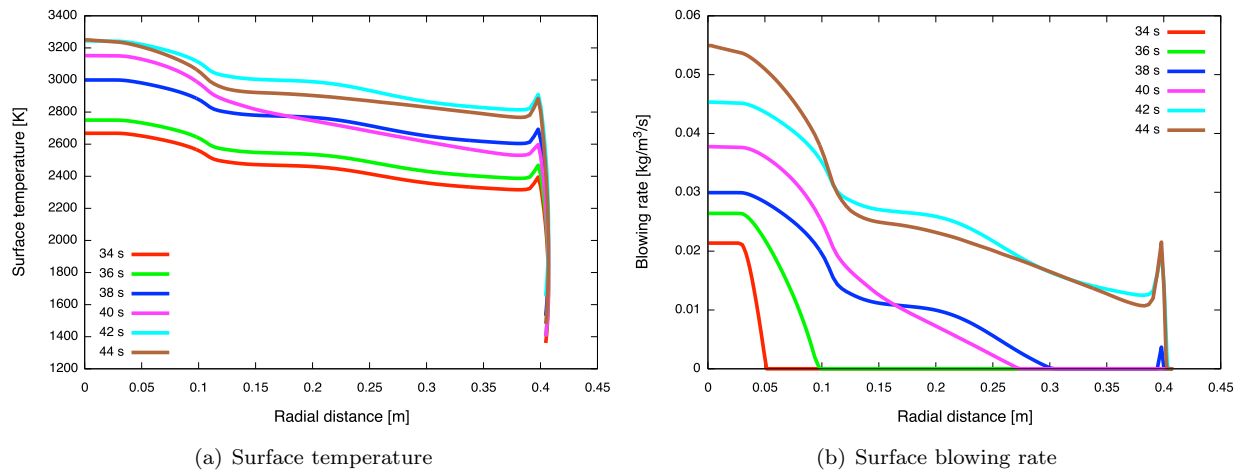 3400
3200
3000
2800
2600
2400
2200
2000
1800
1600
1400
1200
Surface temperature [K]
34 s
36 s
38 s
40 s
42 s
44 s
0 0.05 0.1 0.15 0.2 0.25 0.3 0.35 0.4 0.45
Radial distance [m]
(a) Surface temperature
0.06
0.05
0.04
0.03
0.02
0.01
0
Blowing rate [kg/m³/s]
34 s
36 s
38 s
40 s
42 s
44 s
0 0.05 0.1 0.15 0.2 0.25 0.3 0.35 0.4 0.45
Radial distance [m]
(b) Surface blowing rate